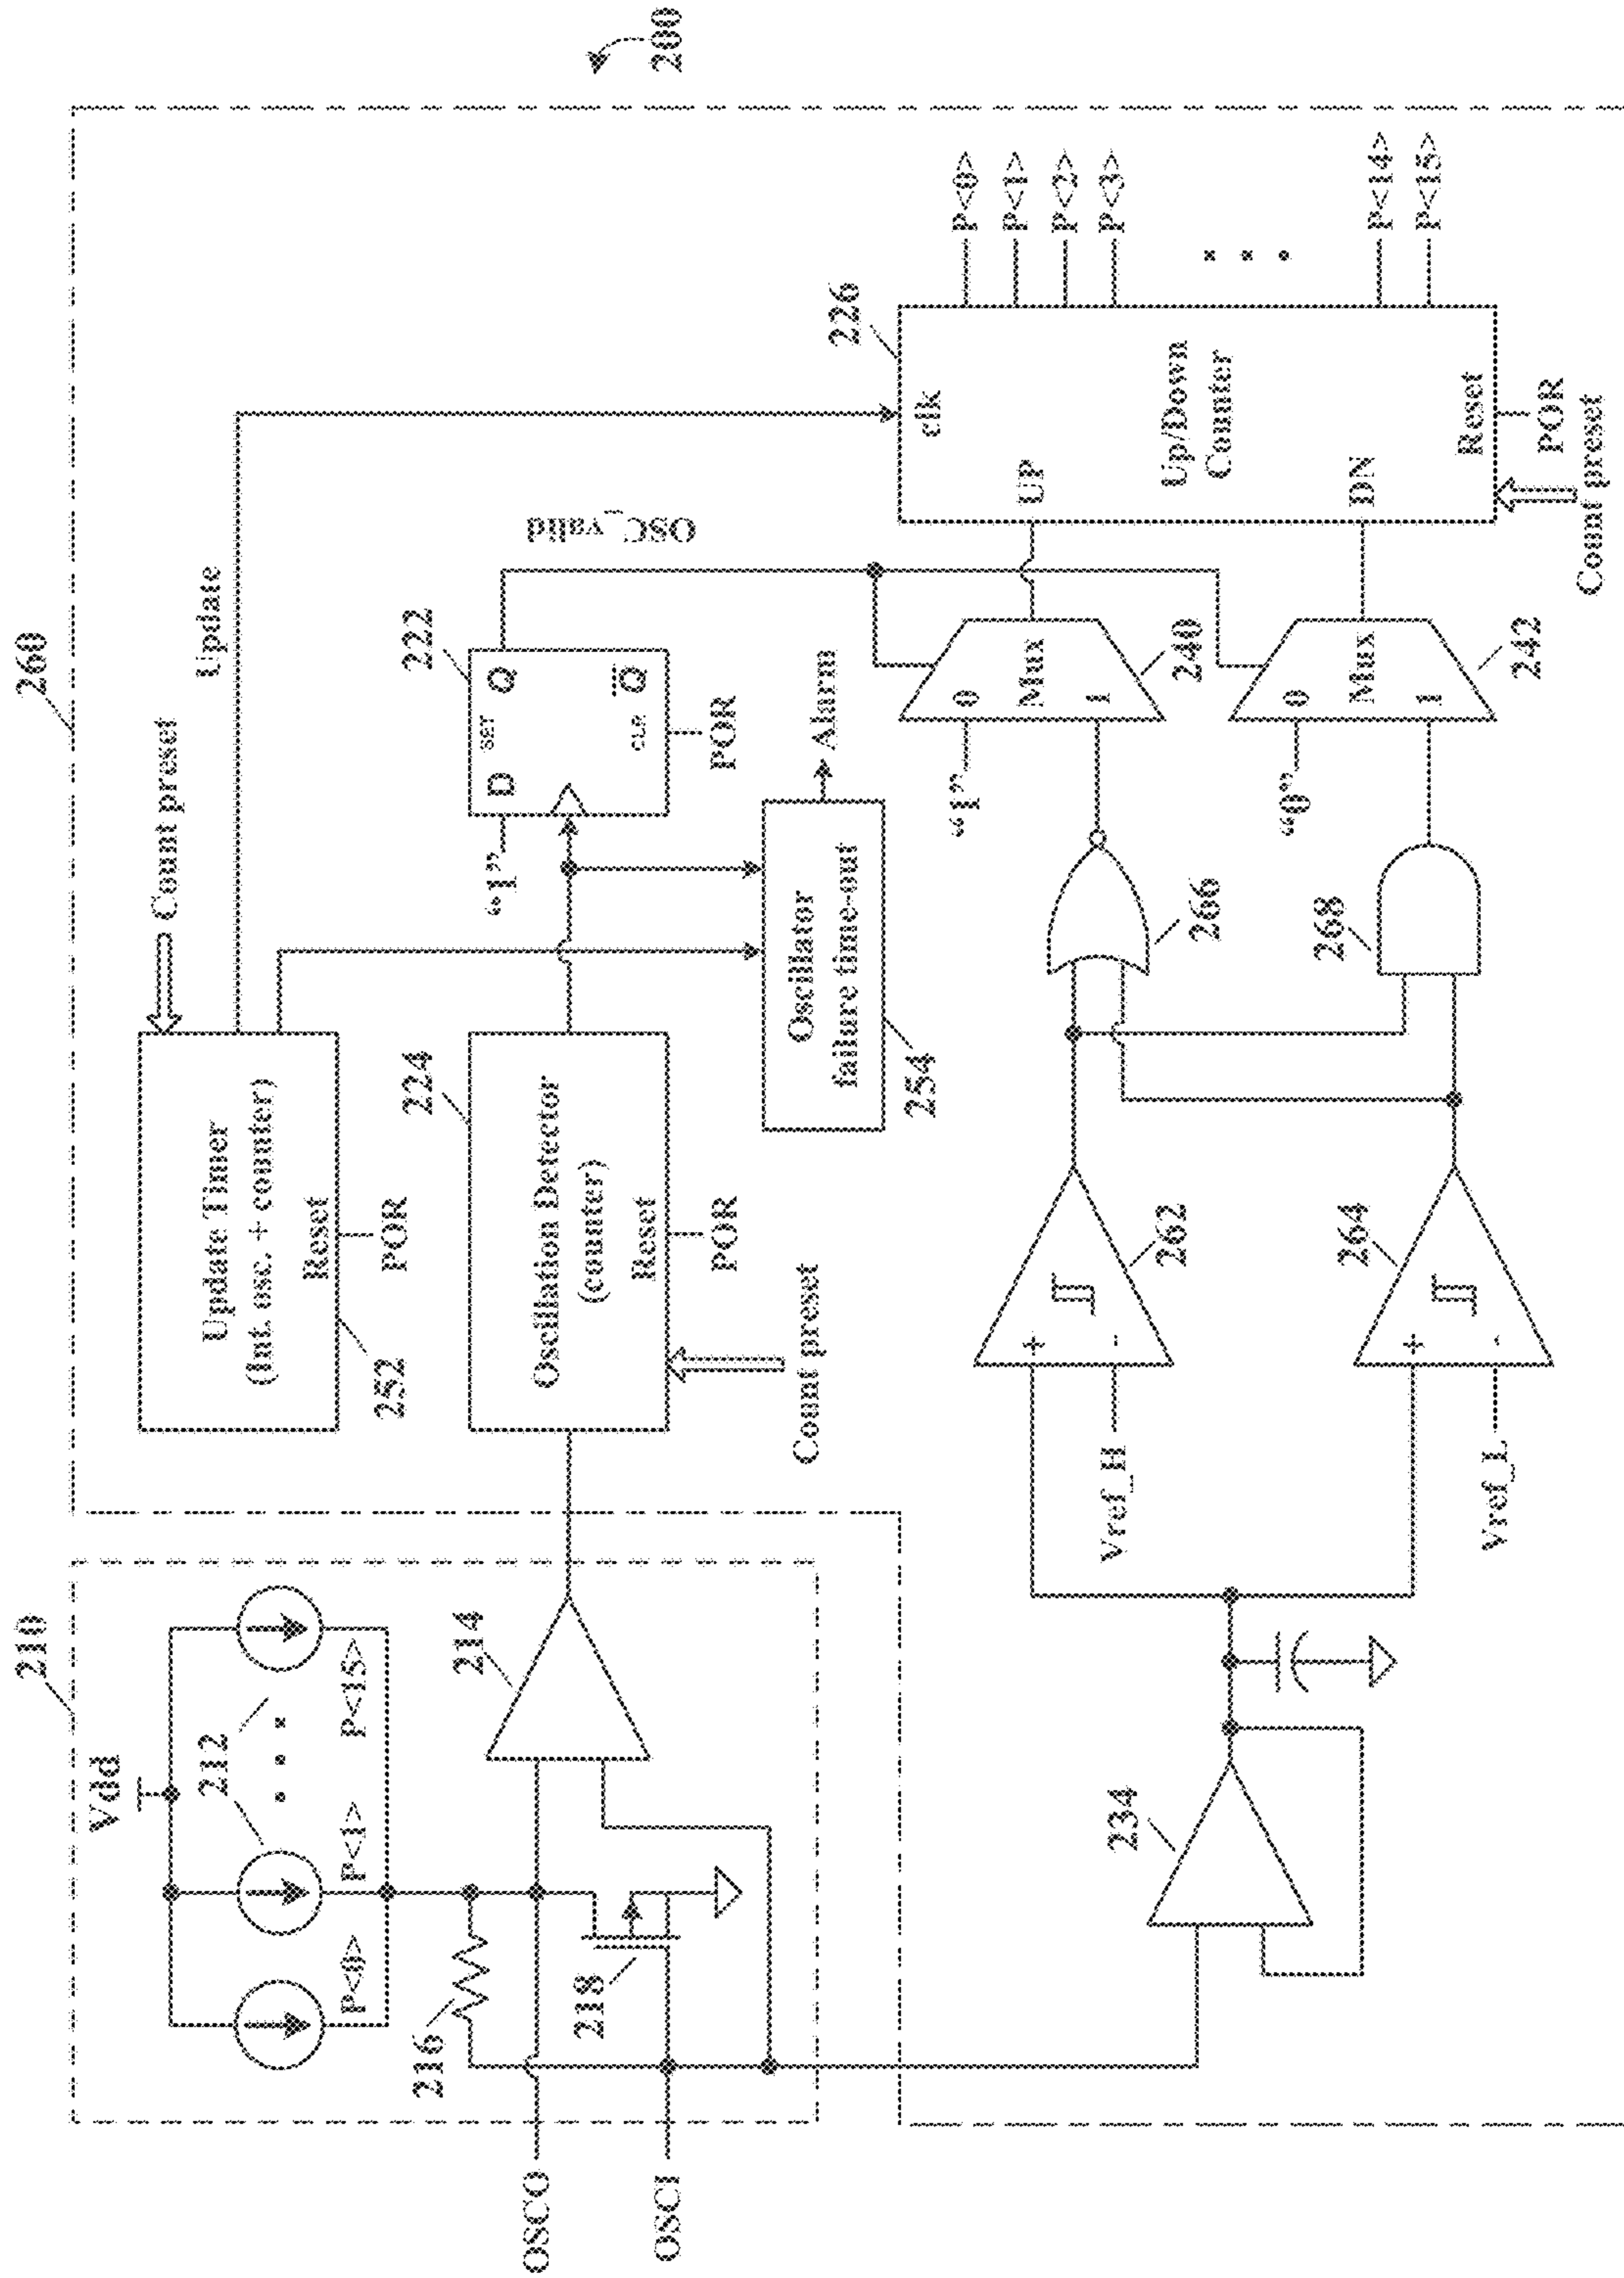 200
260
Count preset
Update
Update Timer
(Int. osc. + counter)
Reset
POR
252
210
Vdd
212
P<0>
P<1>
P<15>
216
218
214
OSCO
OSCI
224
Oscillation Detector
(counter)
Reset
POR
Count preset
"1"
222
D
SET
Q
CLR
Q
POR
OSC_valid
Oscillator
failure time-out
254
Alarm
226
clk
UP
Up/Down
Counter
DN
Reset
POR
Count preset
P<0>
P<1>
P<2>
P<3>
P<14>
P<15>
"1"
0
Mux
1
240
"0"
0
Mux
1
242
266
268
+
-
262
Vref_H
+
-
264
Vref_L
234